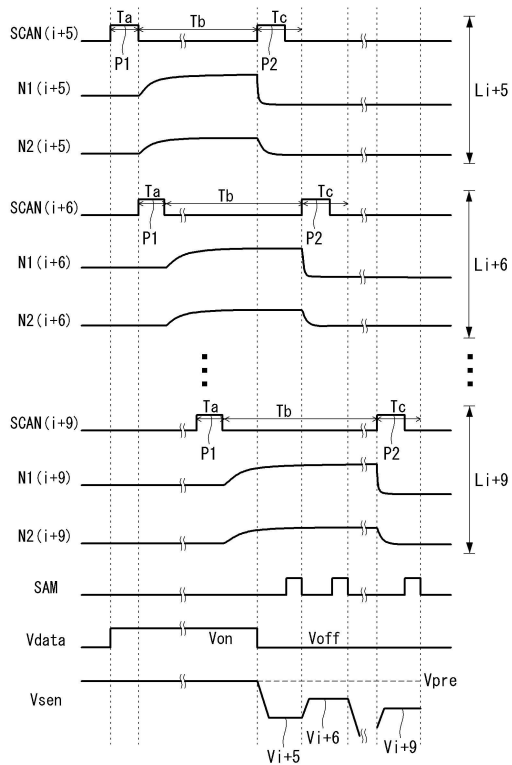 Ta Tb Tc
SCAN(i+5)
P1 P2
N1(i+5)
Li+5
N2(i+5)
Ta Tb Tc
SCAN(i+6)
P1 P2
N1(i+6)
Li+6
N2(i+6)
Ta Tb Tc
SCAN(i+9)
P1 P2
N1(i+9)
Li+9
N2(i+9)
SAM
Vdata Von Voff
Vpre
Vsen
Vi+5 Vi+6 Vi+9